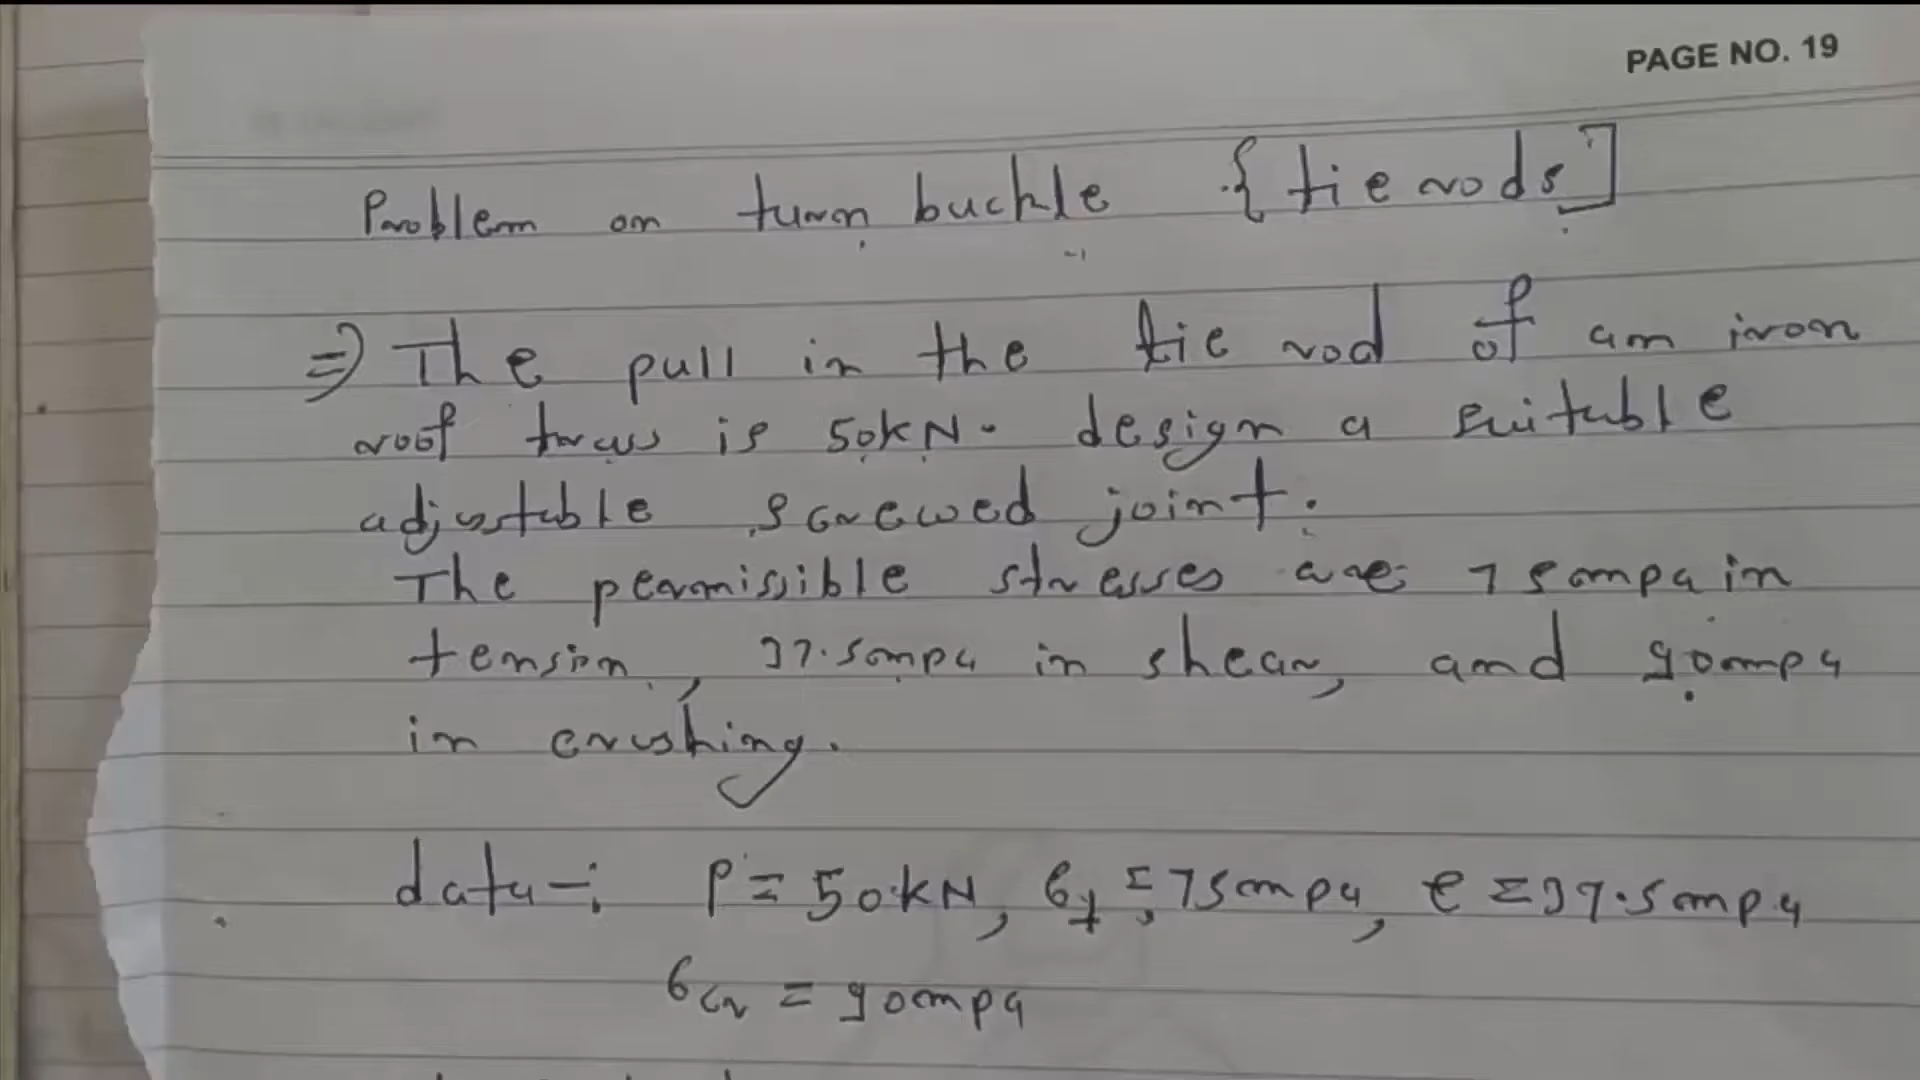 PAGE NO. 19
Problem on turn buckle {tie rods]
=) The pull in the tie rod of an iron
roof truss is 50kN. design a suitable
adjustable screwed joint.
The permissible stresses are 75mpa in
tension, 37.5mpa in shear, and 90mpa
in crushing.
data-: P = 50kN, σt = 75mpa, τ = 37.5mpa
σcr = 90mpa